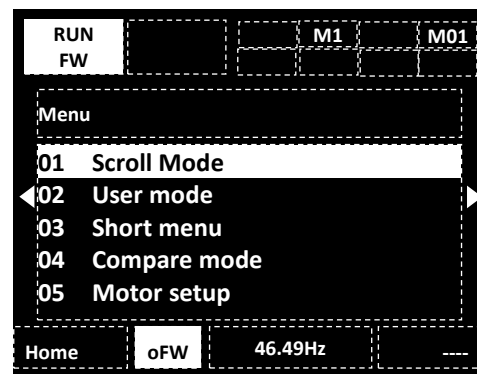 RUN M1 M01
FW
Menu
01 Scroll Mode
02 User mode
03 Short menu
04 Compare mode
05 Motor setup
Home oFW 46.49Hz ----